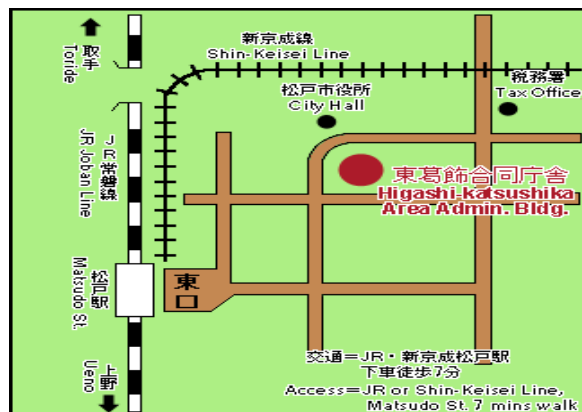 取手
Toride
新京成線
Shin-Keisei Line
松戸市役所
City Hall
税務署
Tax Office
JR常磐線
JR Joban Line
東葛飾合同庁舎
Higashi-katsushika
Area Admin. Bldg.
松戸駅
Matsudo St.
東口
上野
Ueno
交通=JR・新京成松戸駅
下車徒歩7分
Access=JR or Shin-Keisei Line,
Matsudo St. 7 mins walk